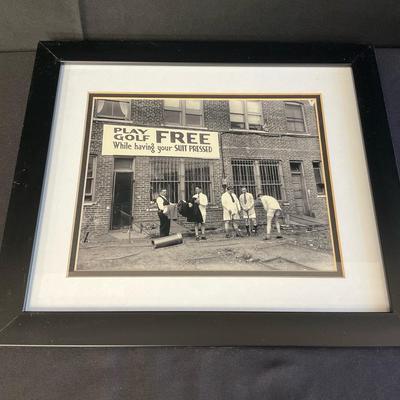 PLAY GOLF FREE
While having your SUIT PRESSED